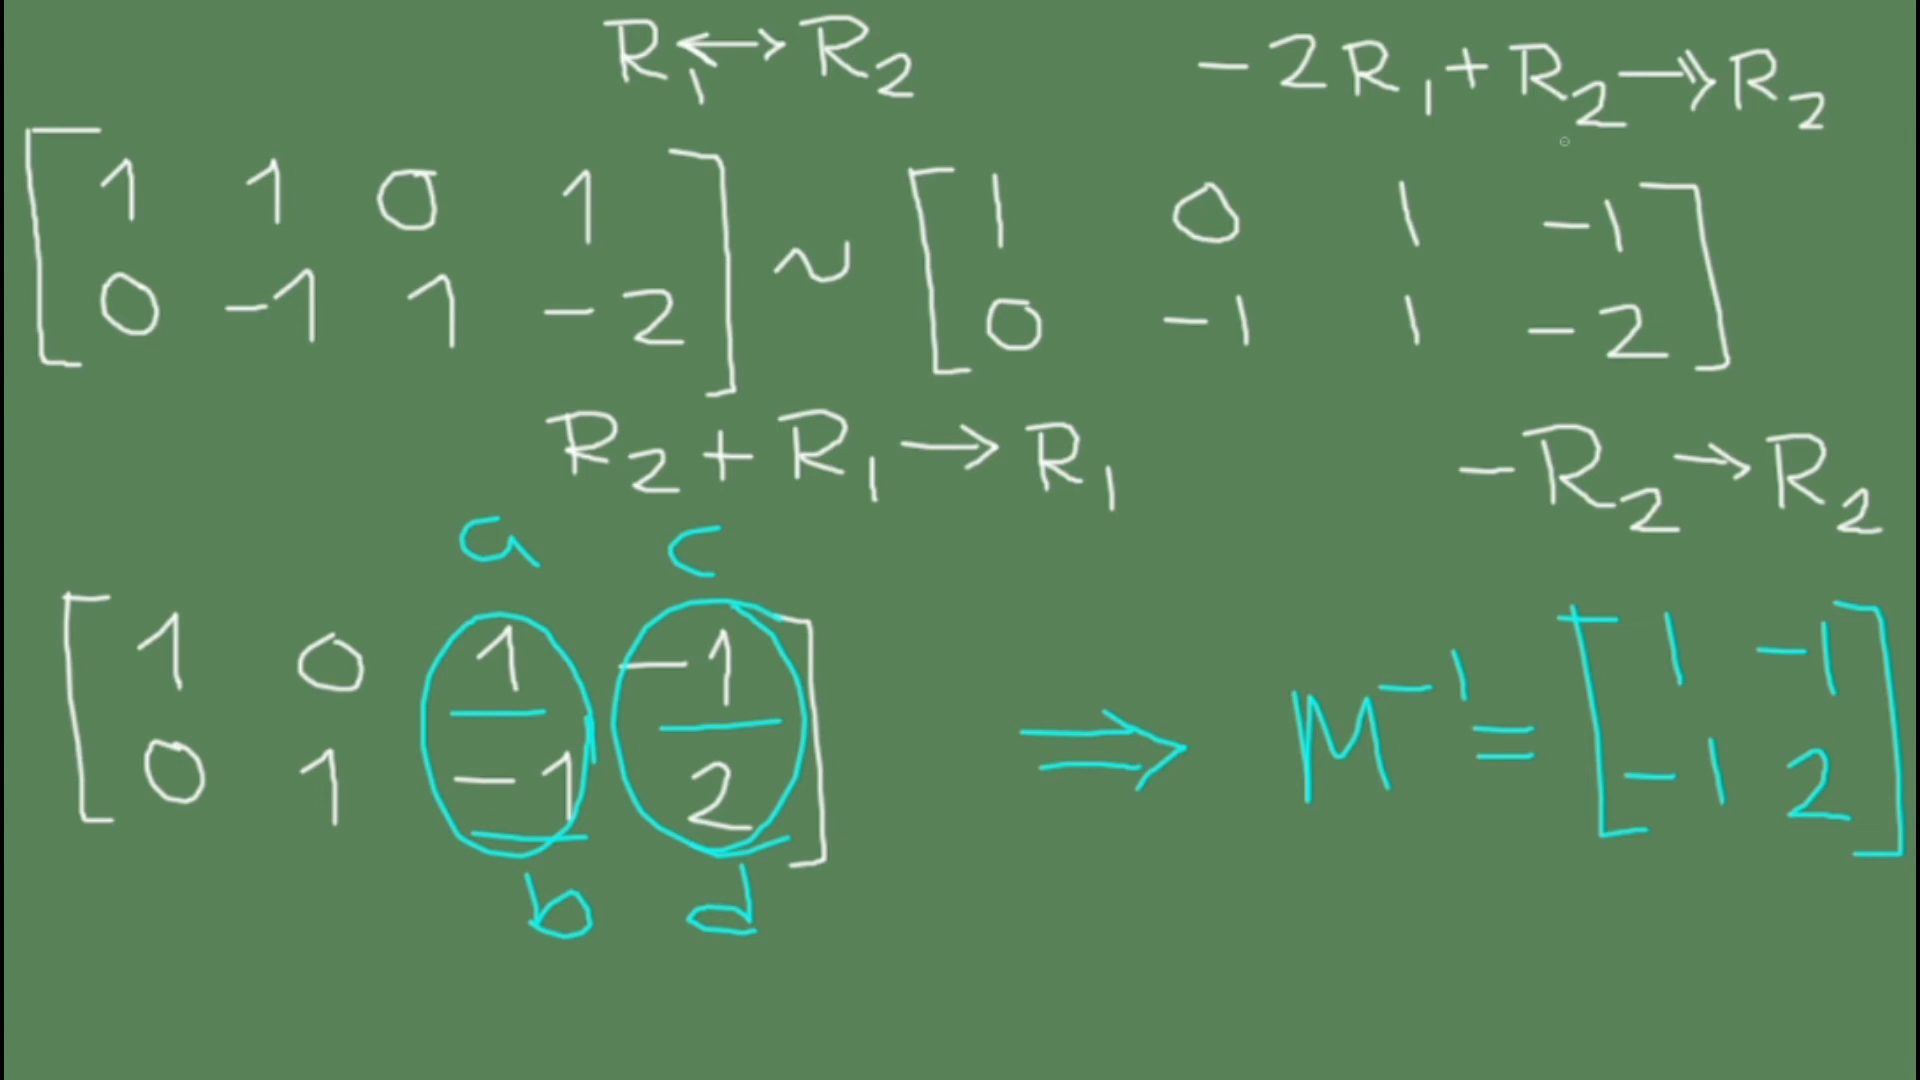 R₁ ↔ R₂ -2R₁ + R₂ → R₂
[1 1 0 1] ~ [1 0 1 -1]
[0 -1 1 -2] [0 -1 1 -2]
R₂ + R₁ → R₁ -R₂ → R₂
a c
[1 0 1 -1] ⇒ M⁻¹ = [1 -1]
[0 1 -1 2] [-1 2]
b d